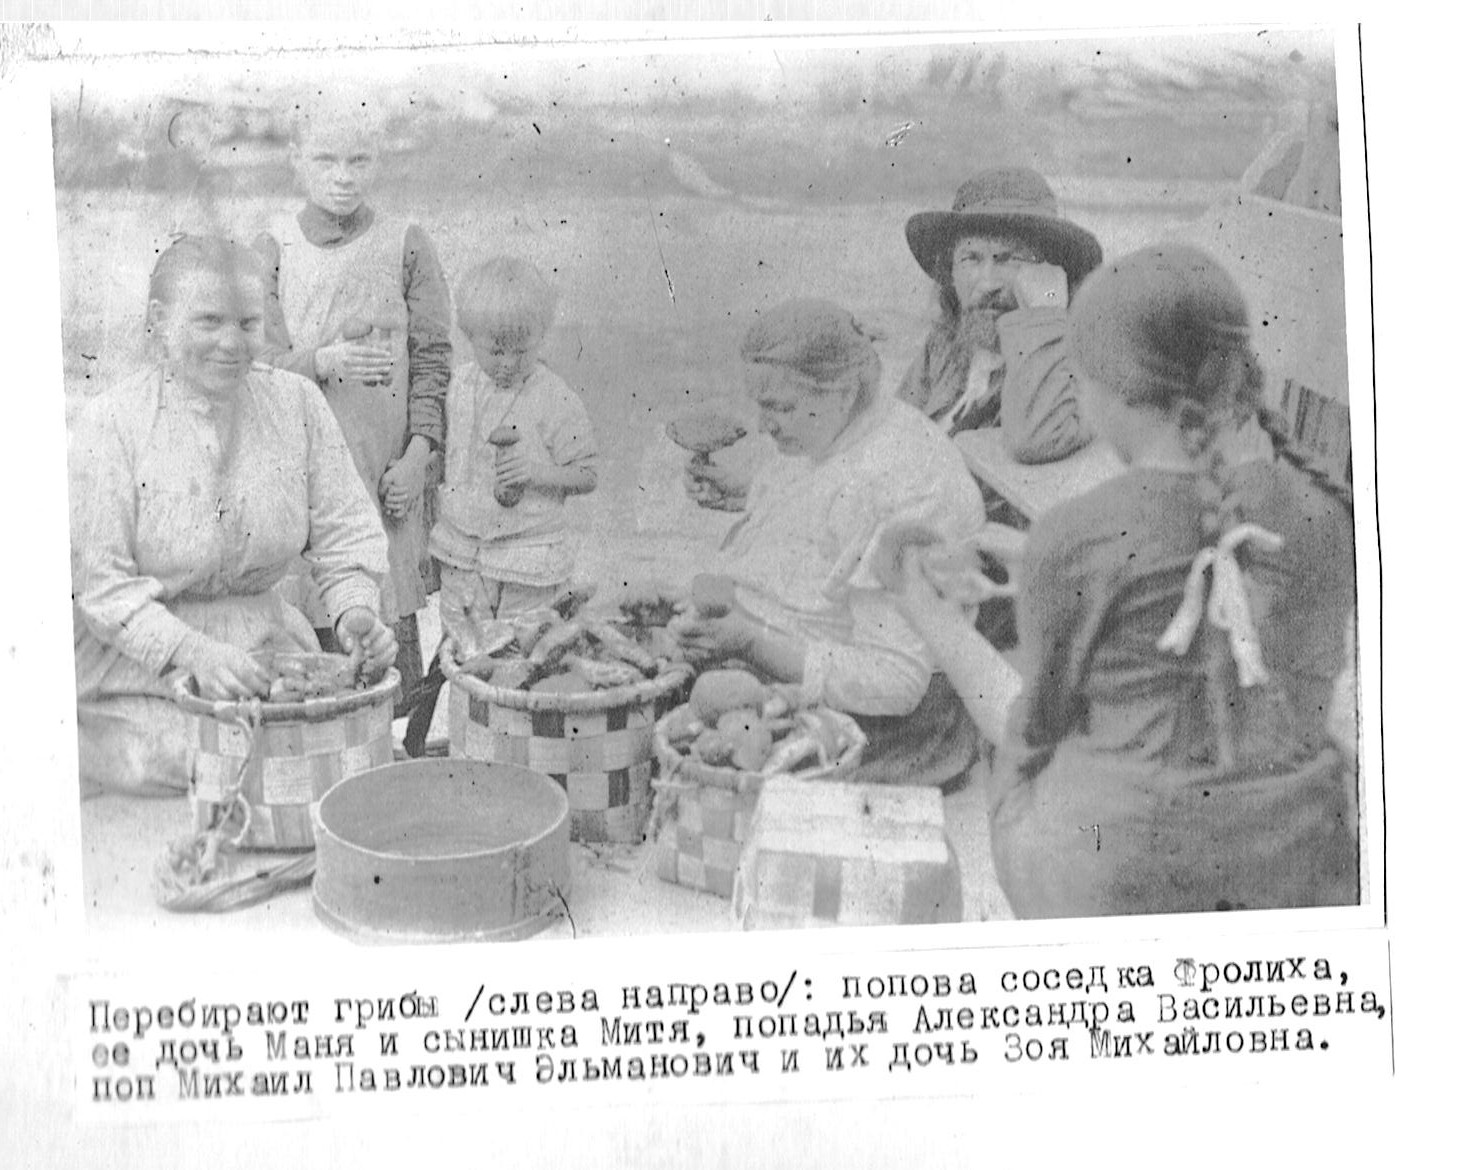 Перебирают грибы /слева направо/: попова соседка Фролиха,
ее дочь Маня и сынишка Митя, попадья Александра Васильевна,
поп Михаил Павлович Эльманович и их дочь Зоя Михайловна.